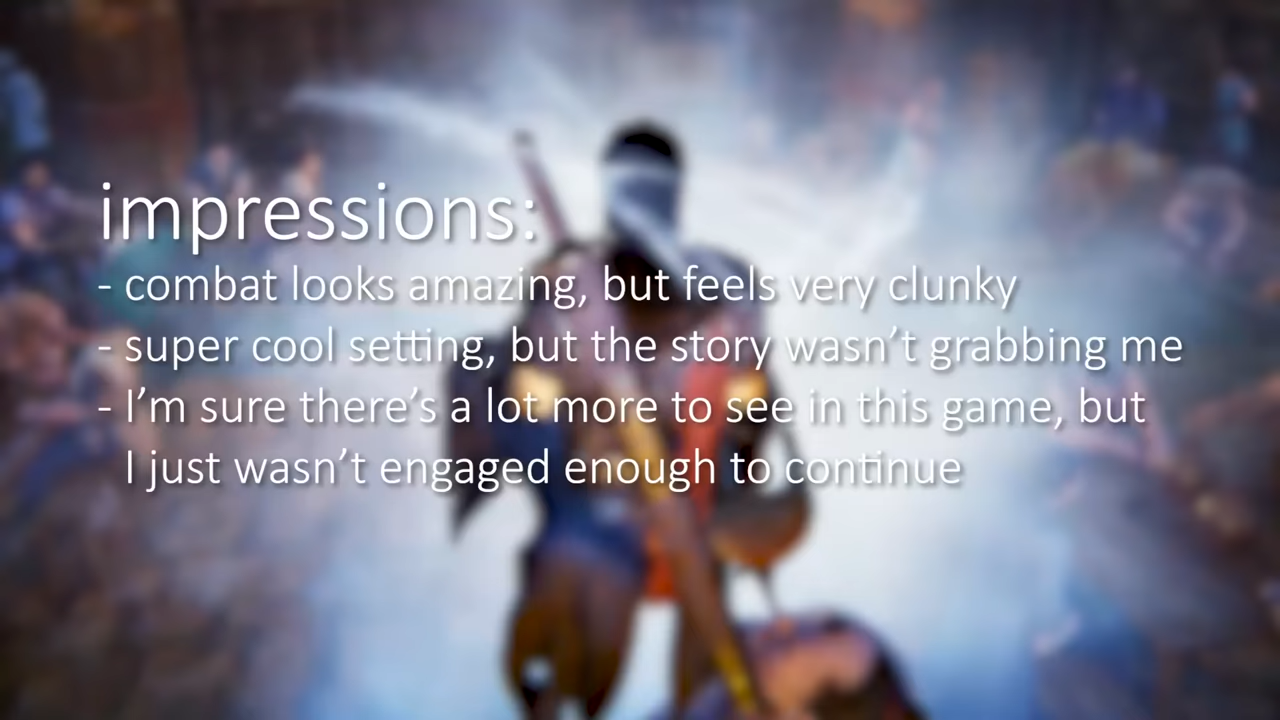 impressions:
- combat looks amazing, but feels very clunky
- super cool setting, but the story wasn’t grabbing me
- I’m sure there’s a lot more to see in this game, but
I just wasn’t engaged enough to continue